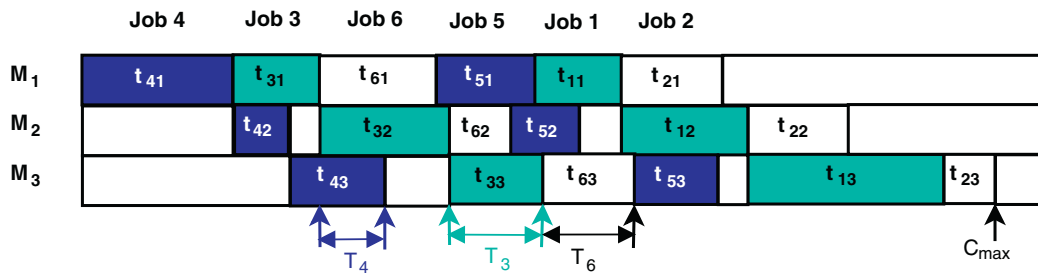 Job 4 Job 3 Job 6 Job 5 Job 1 Job 2
M1 t41 t31 t61 t51 t11 t21
M2 t42 t32 t62 t52 t12 t22
M3 t43 t33 t63 t53 t13 t23
T4 T3 T6 Cmax